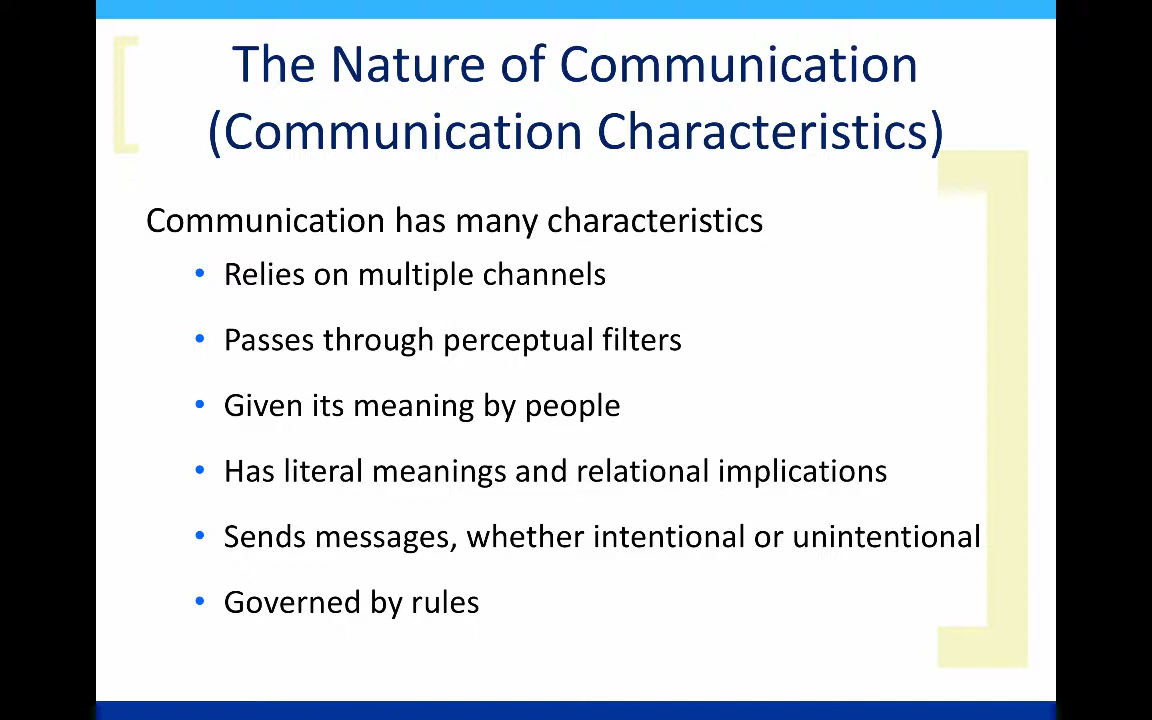 The Nature of Communication
(Communication Characteristics)
Communication has many characteristics
• Relies on multiple channels
• Passes through perceptual filters
• Given its meaning by people
• Has literal meanings and relational implications
• Sends messages, whether intentional or unintentional
• Governed by rules